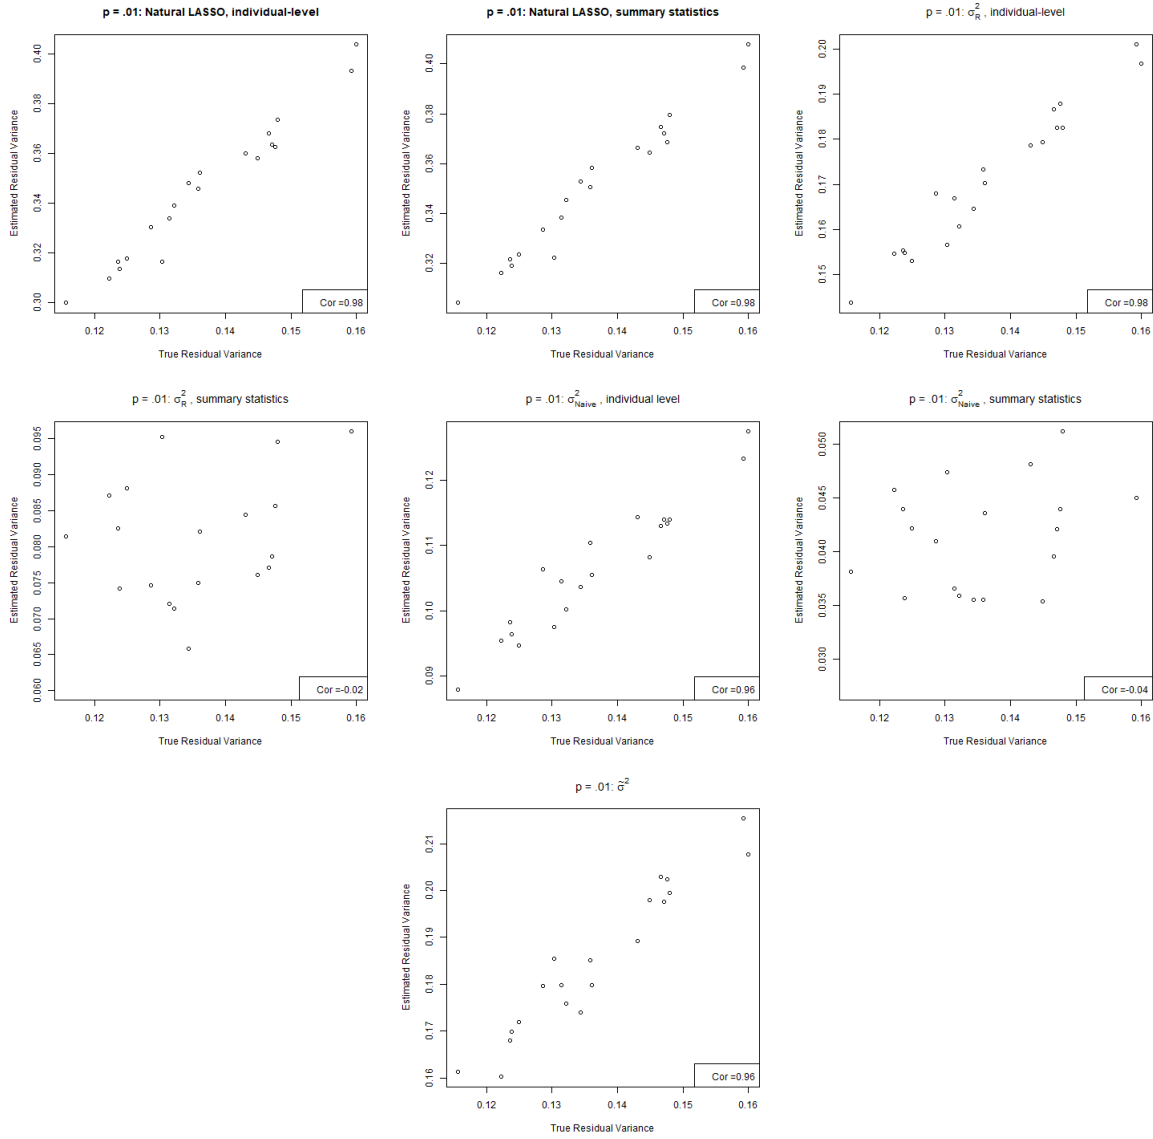 p = .01: Natural LASSO, individual-level
Estimated Residual Variance
0.40
0.38
0.36
0.34
0.32
0.30
Cor =0.98
0.12 0.13 0.14 0.15 0.16
True Residual Variance
p = .01: Natural LASSO, summary statistics
Estimated Residual Variance
0.40
0.38
0.36
0.34
0.32
Cor =0.98
0.12 0.13 0.14 0.15 0.16
True Residual Variance
p = .01: σ²_R , individual-level
Estimated Residual Variance
0.20
0.19
0.18
0.17
0.16
0.15
Cor =0.98
0.12 0.13 0.14 0.15 0.16
True Residual Variance
p = .01: σ²_R , summary statistics
Estimated Residual Variance
0.095
0.090
0.085
0.080
0.075
0.070
0.065
0.060
Cor =-0.02
0.12 0.13 0.14 0.15 0.16
True Residual Variance
p = .01: σ²_Naive , individual level
Estimated Residual Variance
0.12
0.11
0.10
0.09
Cor =0.96
0.12 0.13 0.14 0.15 0.16
True Residual Variance
p = .01: σ²_Naive , summary statistics
Estimated Residual Variance
0.050
0.045
0.040
0.035
0.030
Cor =-0.04
0.12 0.13 0.14 0.15 0.16
True Residual Variance
p = .01: σ̃²
Estimated Residual Variance
0.21
0.20
0.19
0.18
0.17
0.16
Cor =0.96
0.12 0.13 0.14 0.15 0.16
True Residual Variance